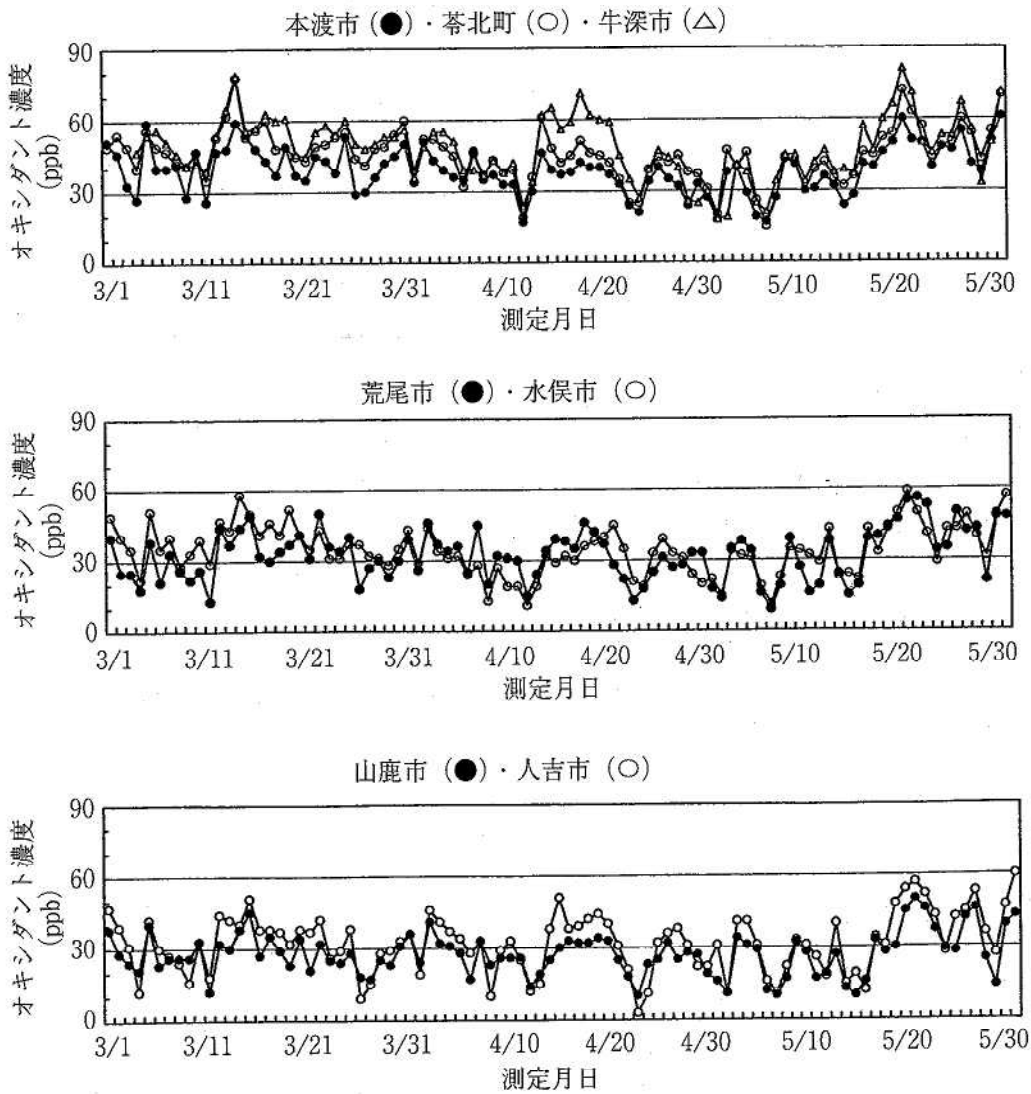 本渡市（●）・苓北町（○）・牛深市（△）
オキシダント濃度
(ppb)
90
60
30
0
3/1 3/11 3/21 3/31 4/10 4/20 4/30 5/10 5/20 5/30
測定月日
荒尾市（●）・水俣市（○）
オキシダント濃度
(ppb)
90
60
30
0
3/1 3/11 3/21 3/31 4/10 4/20 4/30 5/10 5/20 5/30
測定月日
山鹿市（●）・人吉市（○）
オキシダント濃度
(ppb)
90
60
30
0
3/1 3/11 3/21 3/31 4/10 4/20 4/30 5/10 5/20 5/30
測定月日